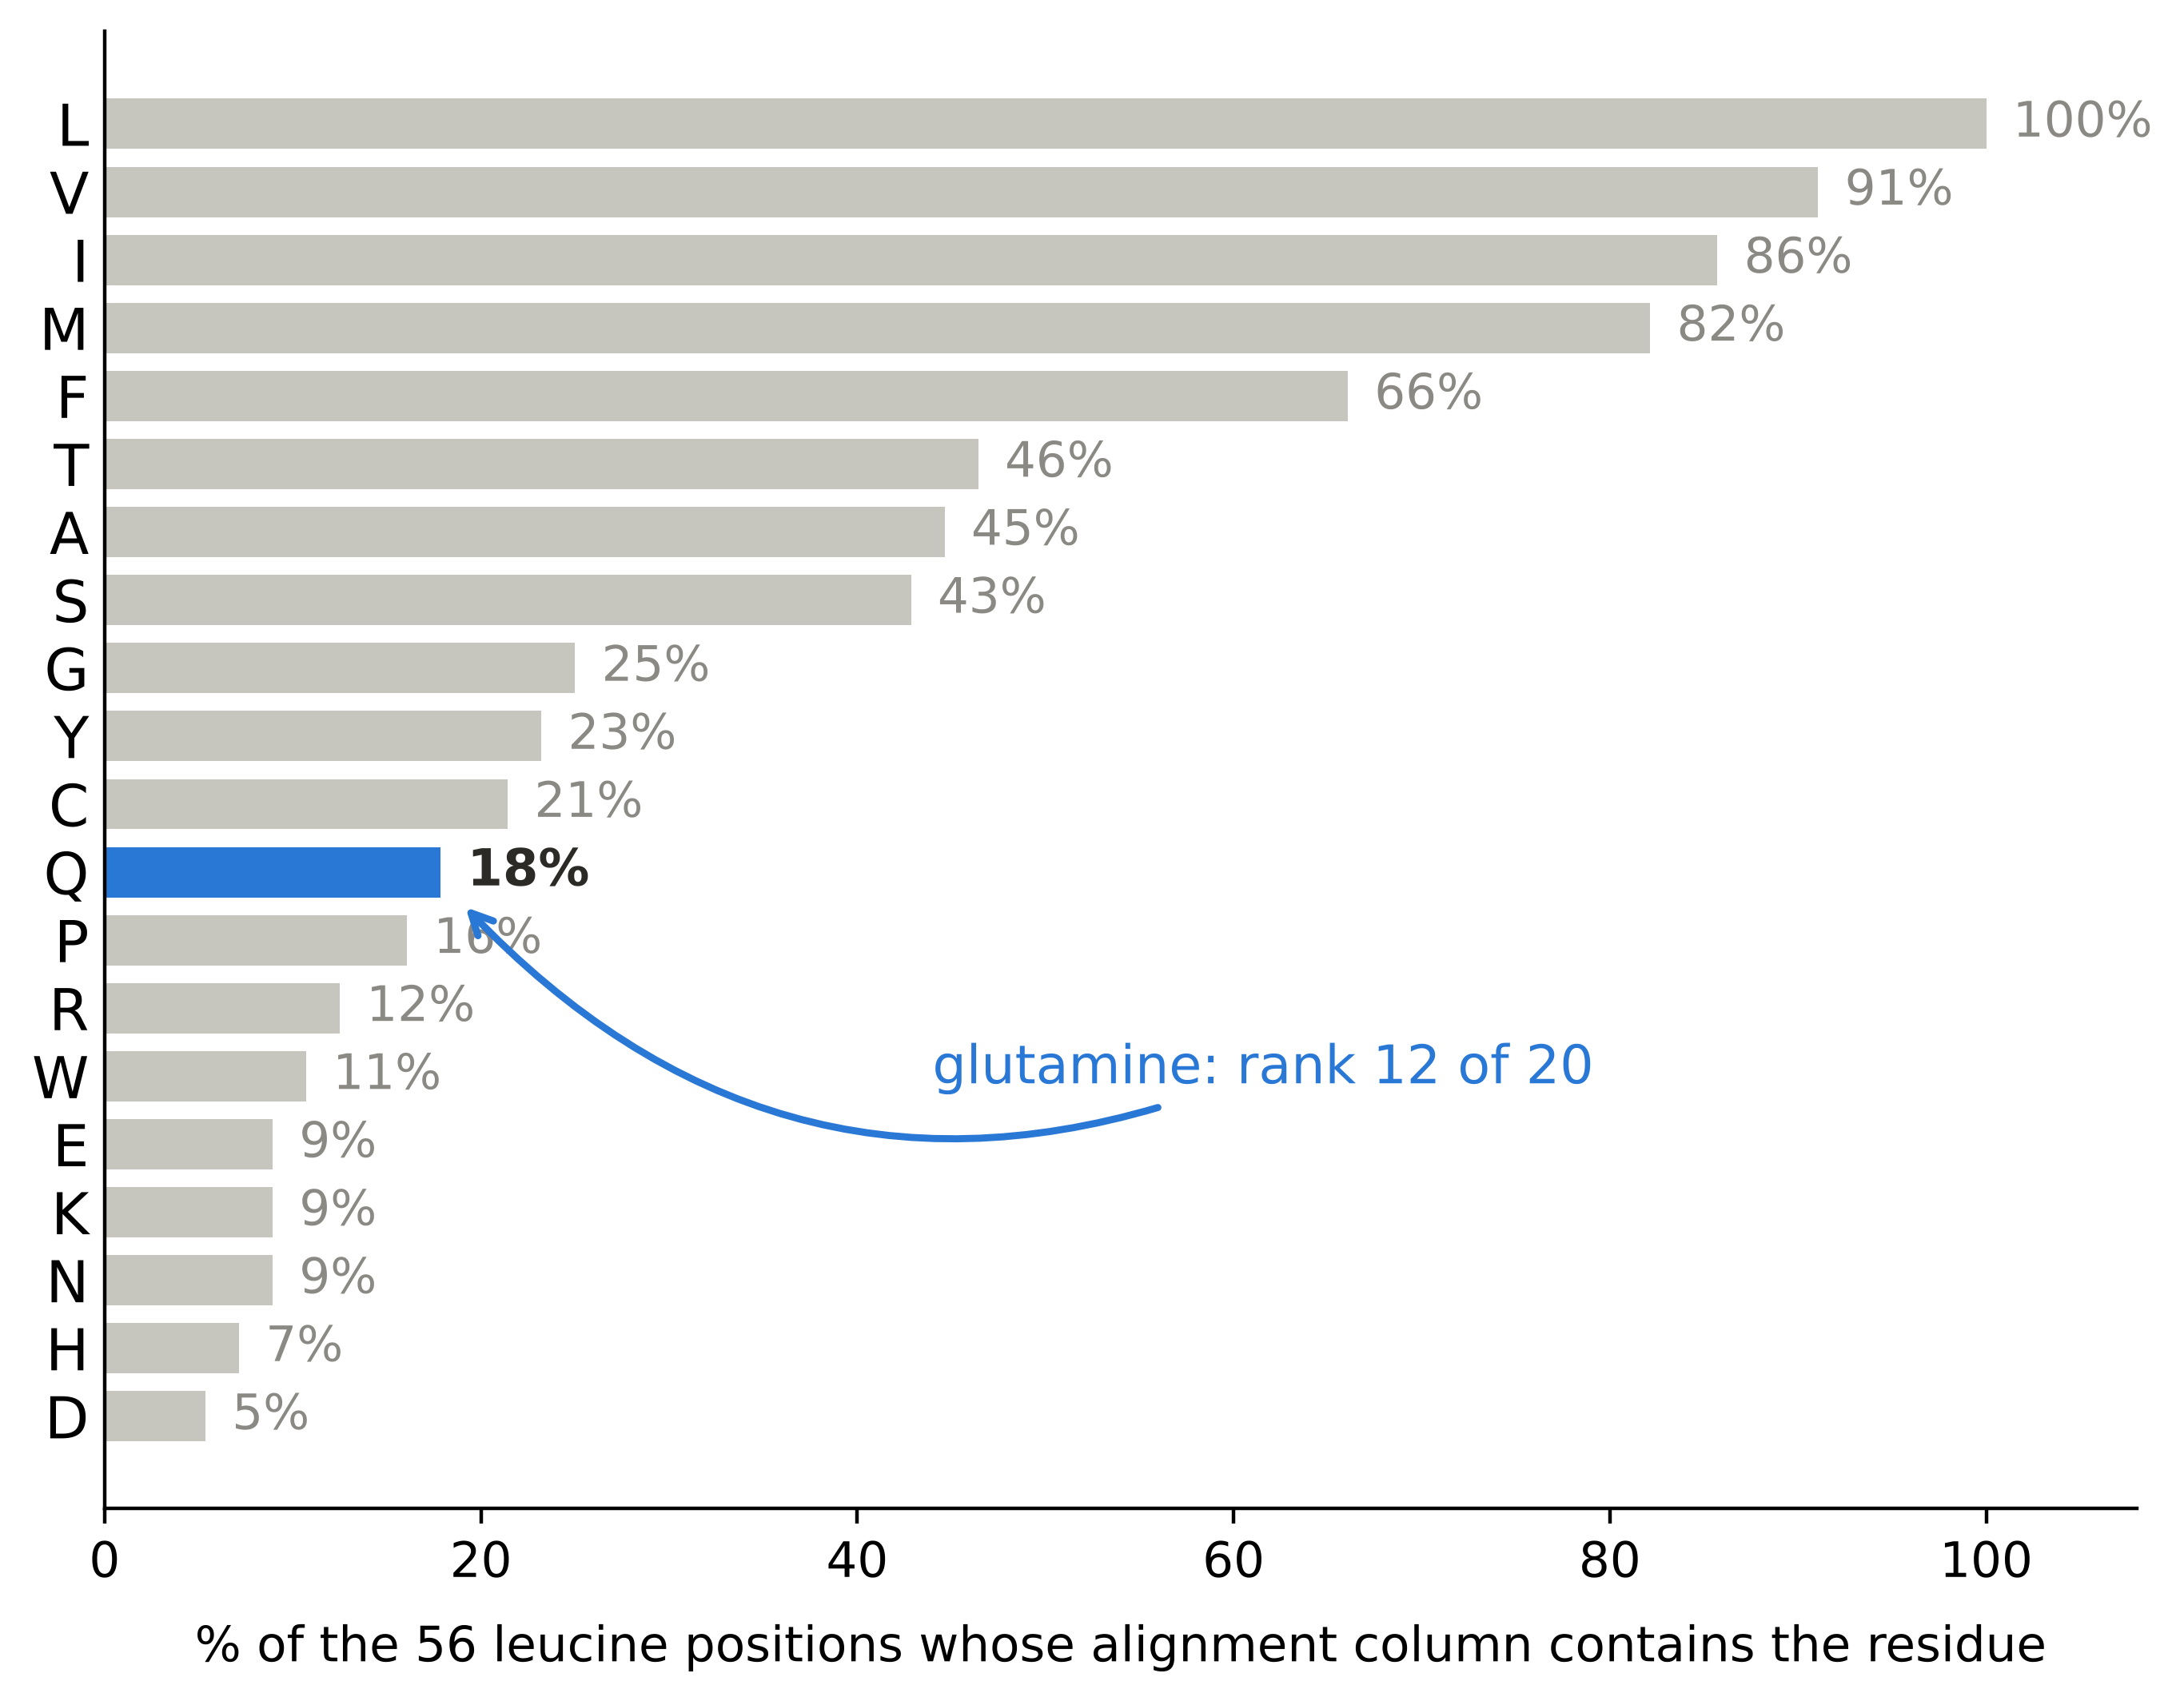 L 100%
V 91%
I 86%
M 82%
F 66%
T 46%
A 45%
S 43%
G 25%
Y 23%
C 21%
Q 18%
P 16%
R 12%
glutamine: rank 12 of 20
W 11%
E 9%
K 9%
N 9%
H 7%
D 5%
0 20 40 60 80 100
% of the 56 leucine positions whose alignment column contains the residue